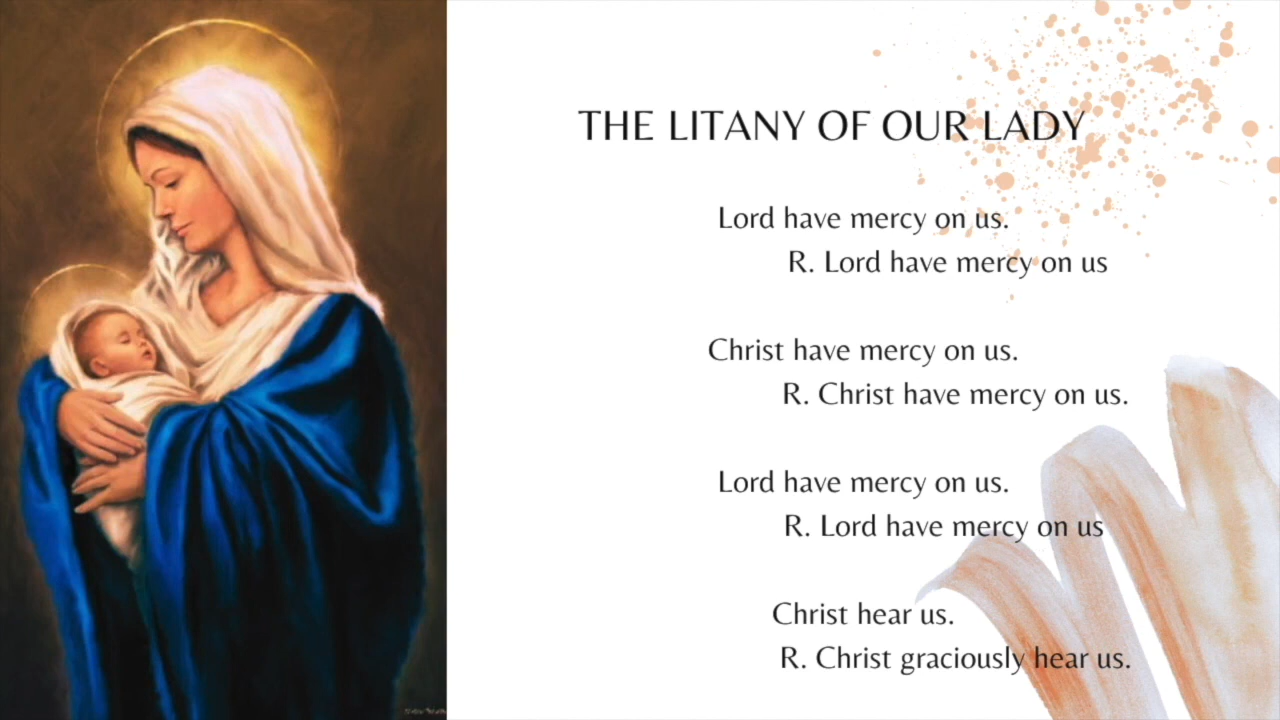 THE LITANY OF OUR LADY
Lord have mercy on us.
R. Lord have mercy on us
Christ have mercy on us.
R. Christ have mercy on us.
Lord have mercy on us.
R. Lord have mercy on us
Christ hear us.
R. Christ graciously hear us.